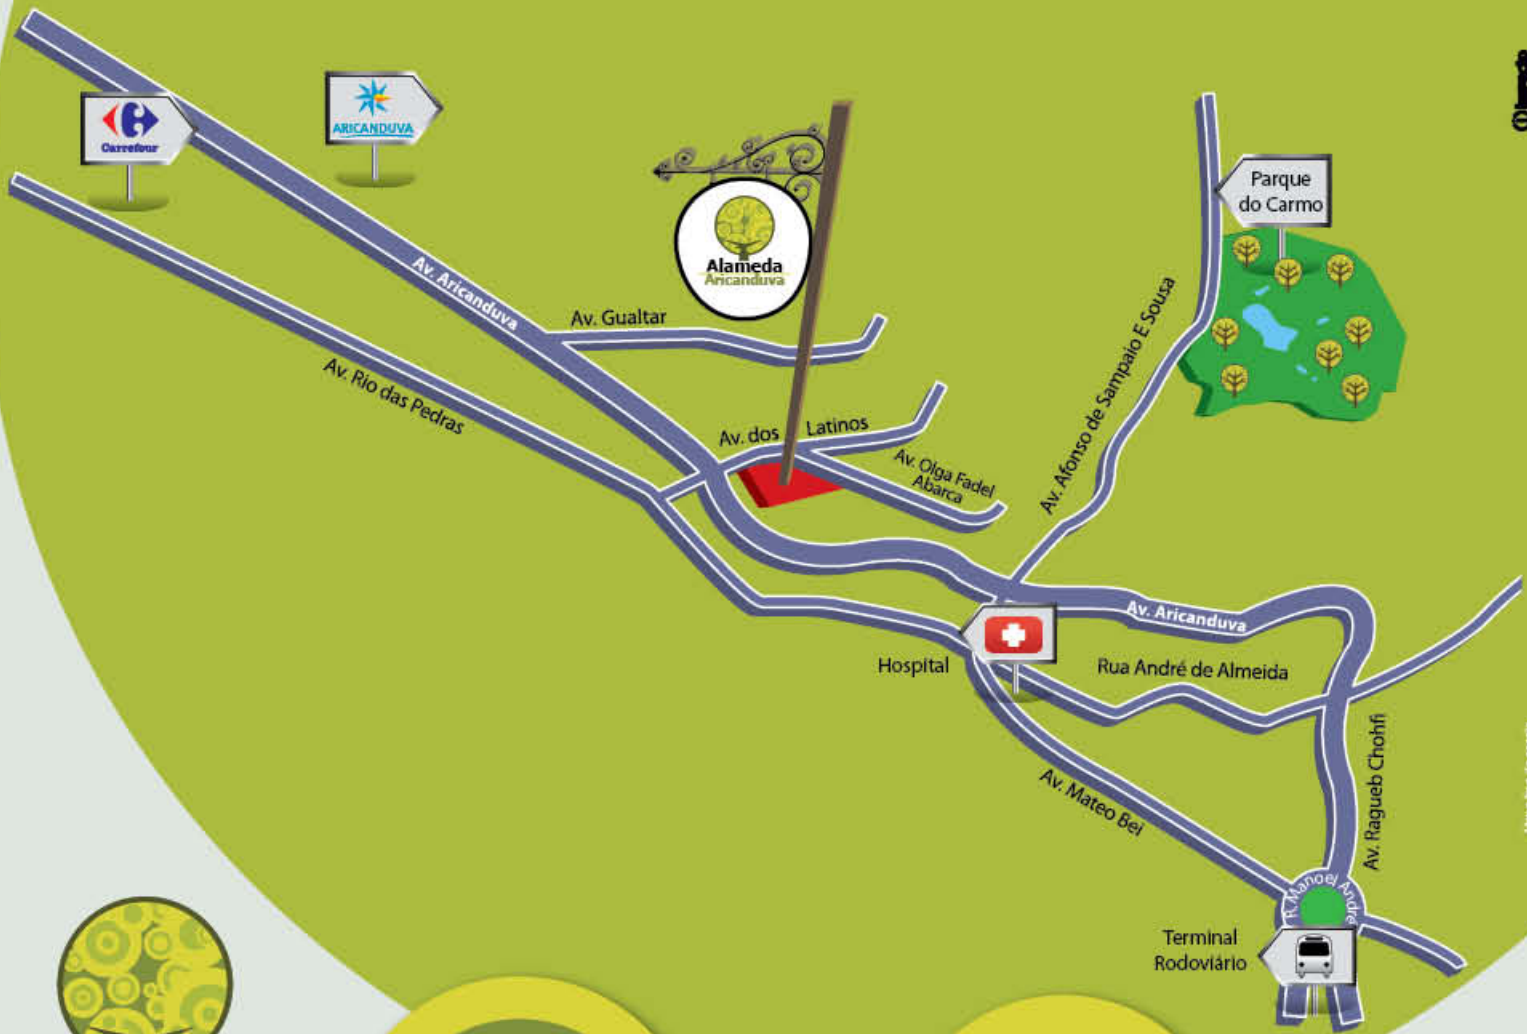 Carrefour
ARICANDUVA
Alameda
Aricanduva
Parque
do Carmo
Av. Aricanduva
Av. Gualtar
Av. Rio das Pedras
Av. dos Latinos
Av. Olga Fadel
Abarca
Av. Afonso de Sampaio E Sousa
Av. Aricanduva
Hospital
Rua André de Almeida
Av. Mateo Bei
Av. Ragueb Chohfi
R. Manoel André
Terminal
Rodoviário